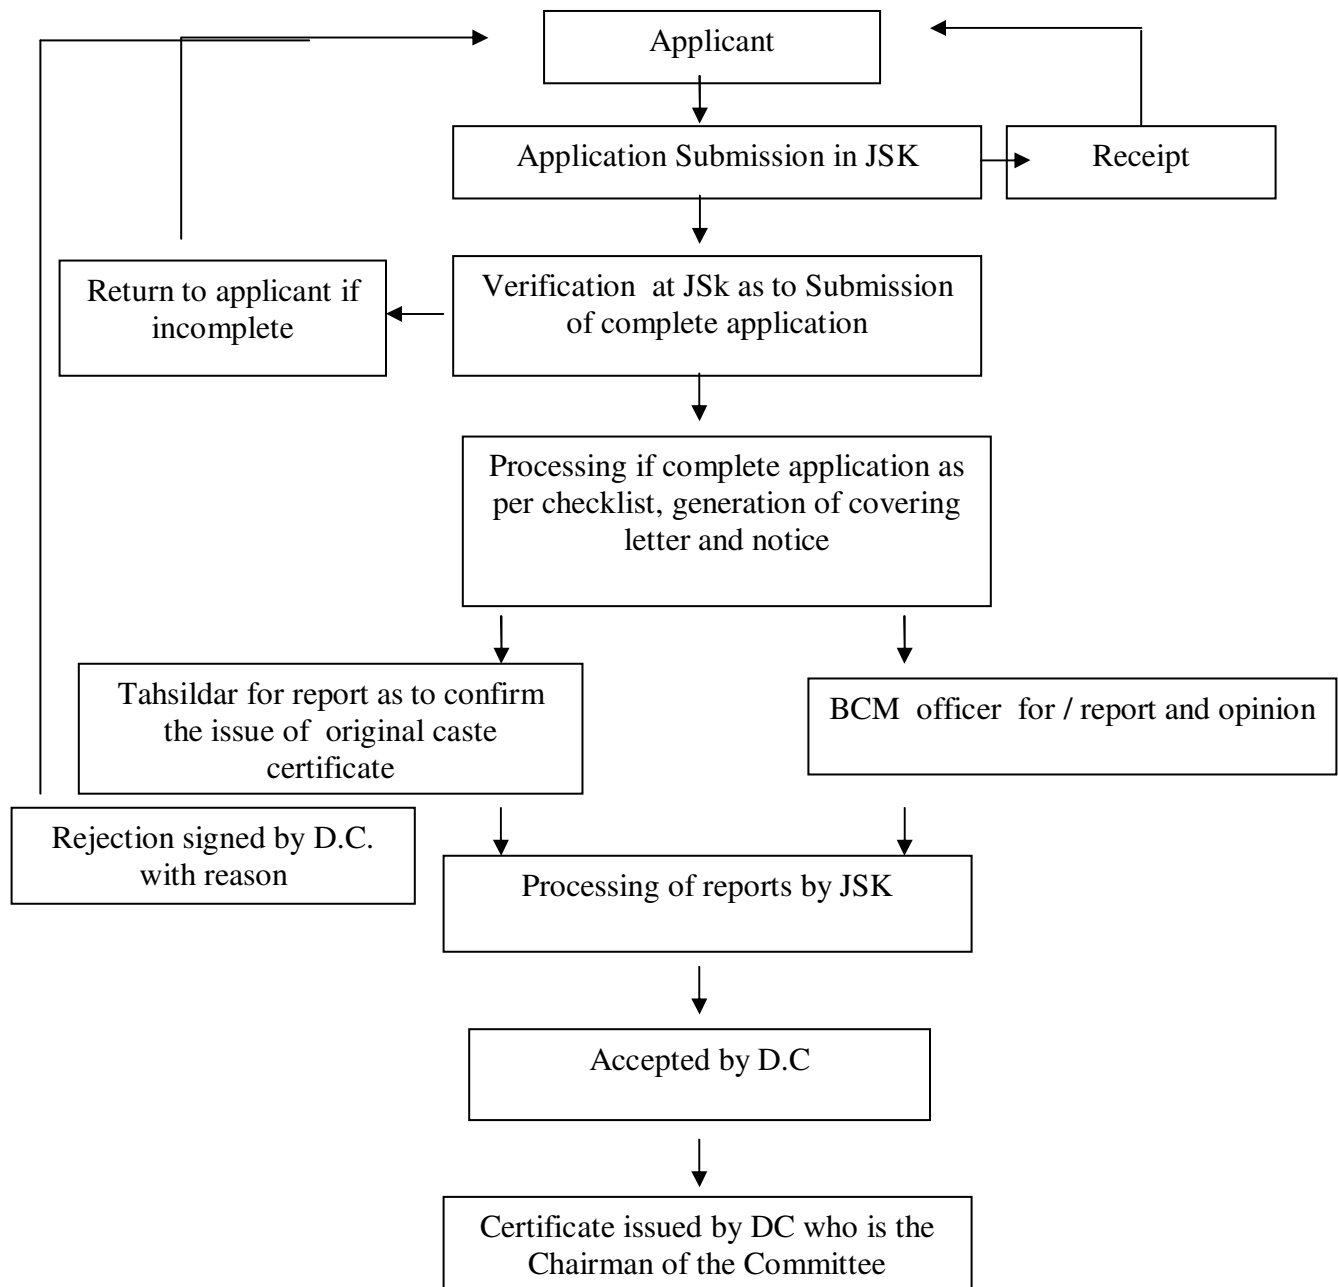 Applicant
Application Submission in JSK
Receipt
Return to applicant if
incomplete
Verification at JSk as to Submission
of complete application
Processing if complete application as
per checklist, generation of covering
letter and notice
Tahsildar for report as to confirm
the issue of original caste
certificate
BCM officer for / report and opinion
Rejection signed by D.C.
with reason
Processing of reports by JSK
Accepted by D.C
Certificate issued by DC who is the
Chairman of the Committee